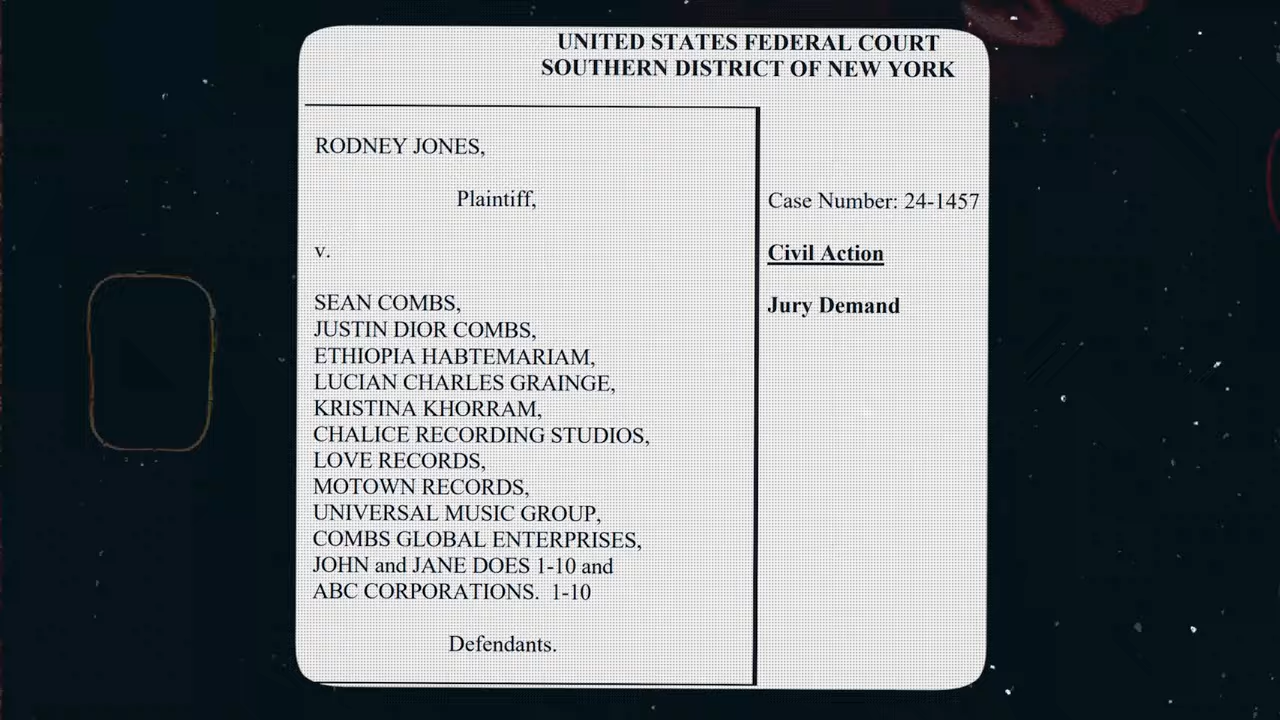 UNITED STATES FEDERAL COURT
SOUTHERN DISTRICT OF NEW YORK
RODNEY JONES,
Plaintiff,
v.
SEAN COMBS,
JUSTIN DIOR COMBS,
ETHIOPIA HABTEMARIAM,
LUCIAN CHARLES GRAINGE,
KRISTINA KHORRAM,
CHALICE RECORDING STUDIOS,
LOVE RECORDS,
MOTOWN RECORDS,
UNIVERSAL MUSIC GROUP,
COMBS GLOBAL ENTERPRISES,
JOHN and JANE DOES 1-10 and
ABC CORPORATIONS. 1-10
Defendants.
Case Number: 24-1457
Civil Action
Jury Demand